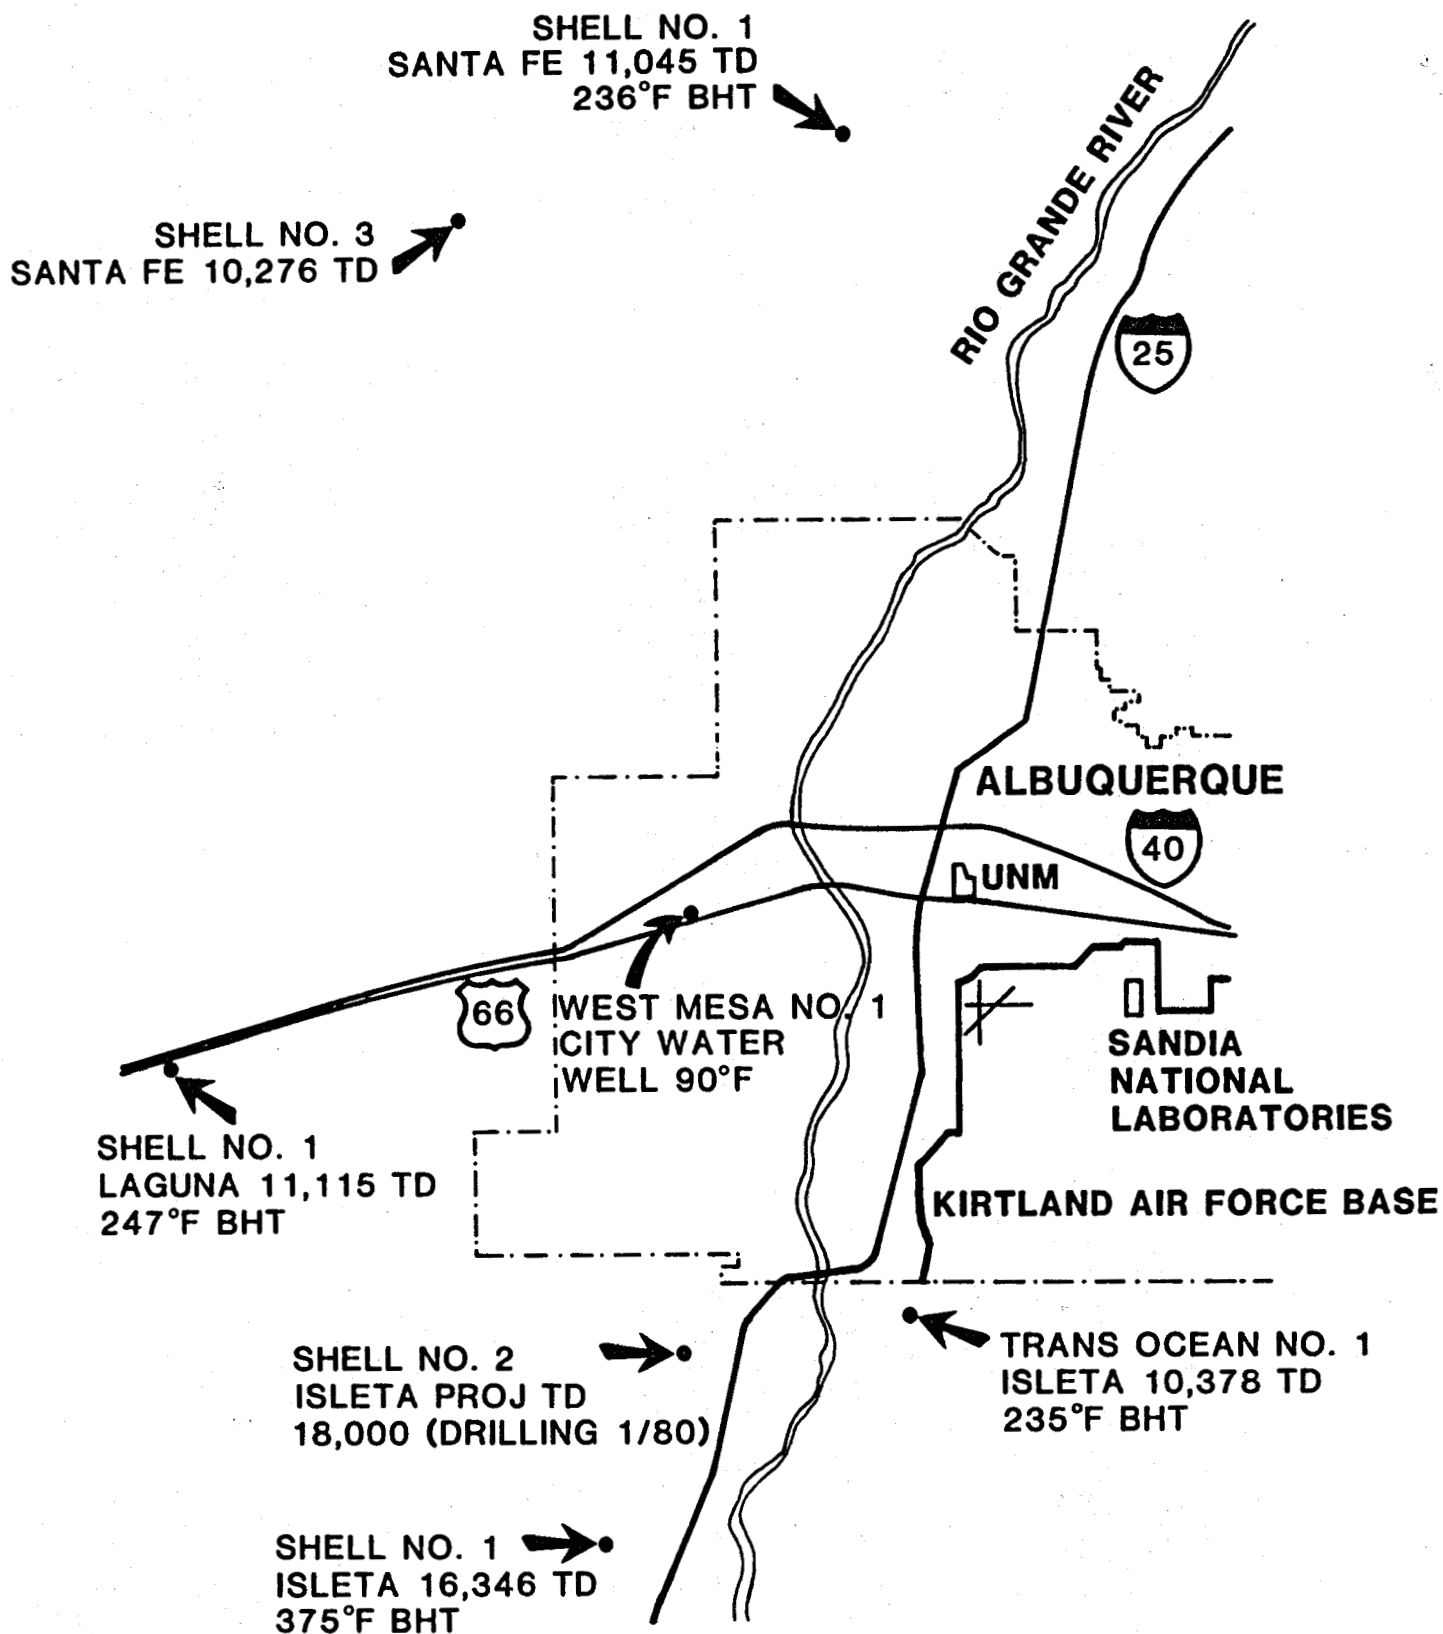 SHELL NO. 1
SANTA FE 11,045 TD
236°F BHT
RIO GRANDE RIVER
SHELL NO. 3
SANTA FE 10,276 TD
25
ALBUQUERQUE
40
UNM
66
WEST MESA NO. 1
CITY WATER
WELL 90°F
SANDIA
NATIONAL
LABORATORIES
SHELL NO. 1
LAGUNA 11,115 TD
247°F BHT
KIRTLAND AIR FORCE BASE
SHELL NO. 2
ISLETA PROJ TD
18,000 (DRILLING 1/80)
TRANS OCEAN NO. 1
ISLETA 10,378 TD
235°F BHT
SHELL NO. 1
ISLETA 16,346 TD
375°F BHT